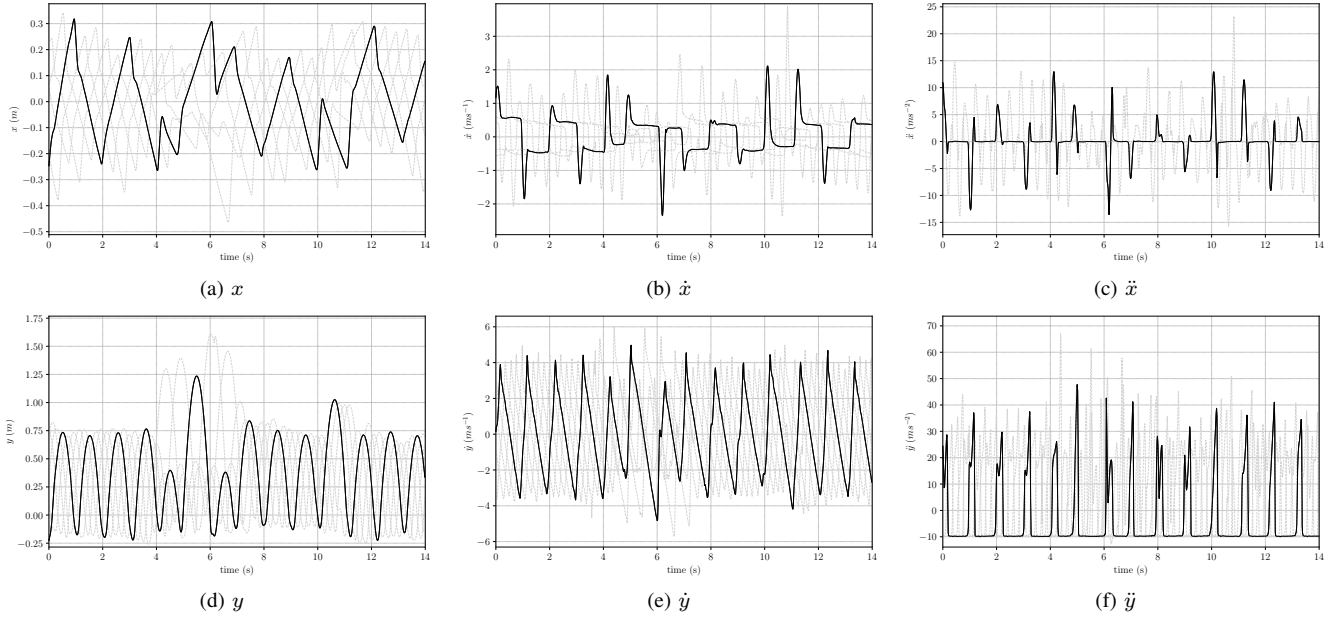 0.3
0.2
0.1
0.0
−0.1
−0.2
−0.3
−0.4
−0.5
x (m)
0 2 4 6 8 10 12 14
time (s)
(a) x
3
2
1
0
−1
−2
ẋ (ms⁻¹)
0 2 4 6 8 10 12 14
time (s)
(b) ẋ
25
20
15
10
5
0
−5
−10
−15
ẍ (ms⁻²)
0 2 4 6 8 10 12 14
time (s)
(c) ẍ
1.75
1.50
1.25
1.00
0.75
0.50
0.25
0.00
−0.25
y (m)
0 2 4 6 8 10 12 14
time (s)
(d) y
6
4
2
0
−2
−4
−6
ẏ (ms⁻¹)
0 2 4 6 8 10 12 14
time (s)
(e) ẏ
70
60
50
40
30
20
10
0
−10
ÿ (ms⁻²)
0 2 4 6 8 10 12 14
time (s)
(f) ÿ